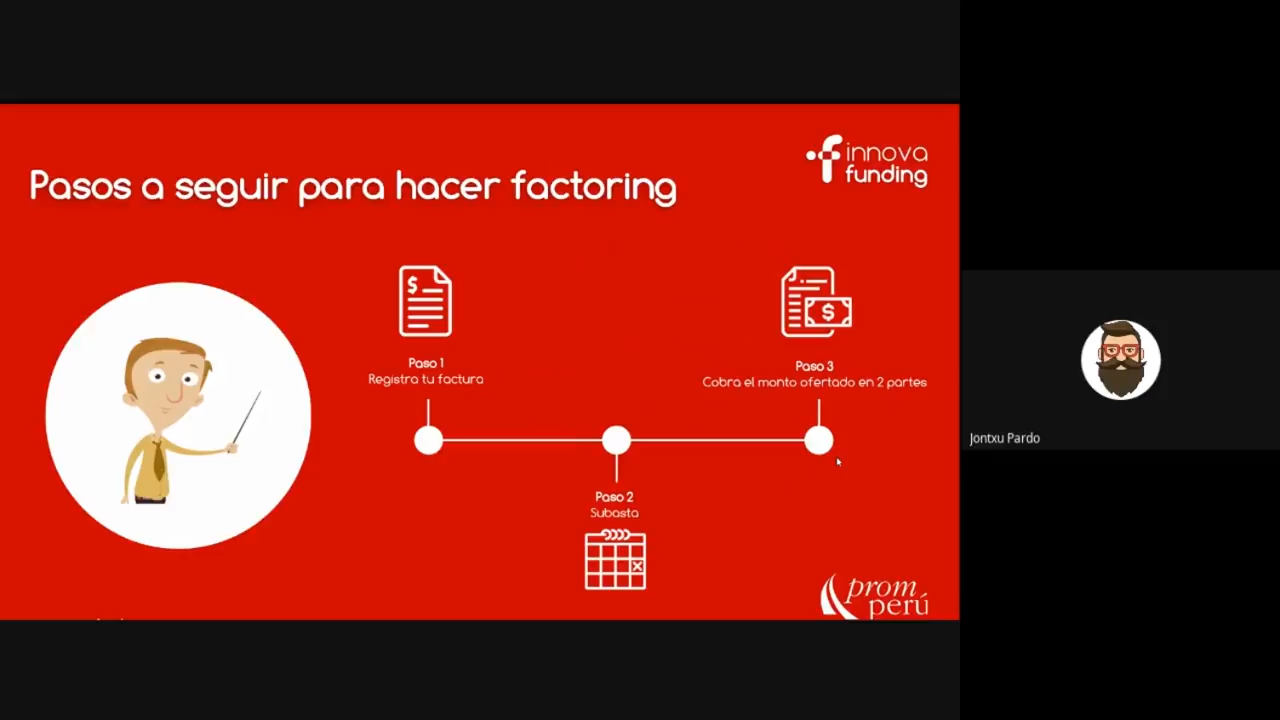 innova
funding
Pasos a seguir para hacer factoring
$
$
Paso 1
Registra tu factura
Paso 3
Cobra el monto ofertado en 2 partes
Paso 2
Subasta
Jontxu Pardo
prom
perú